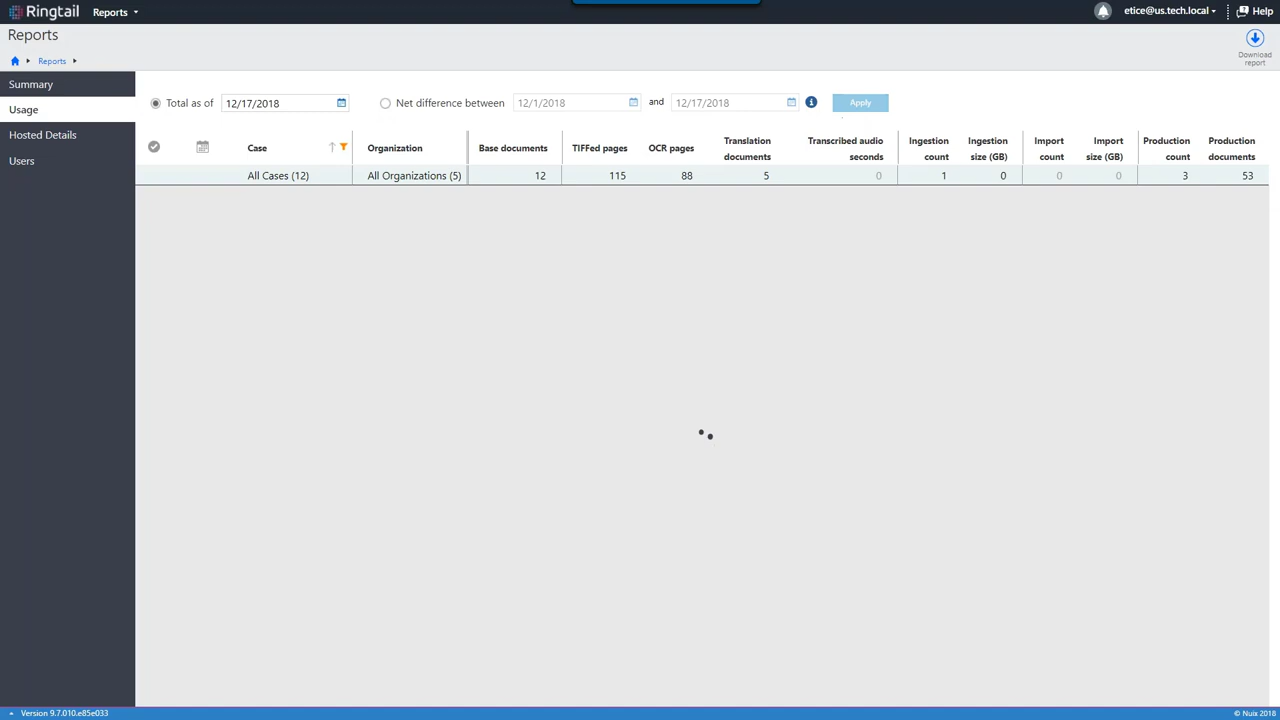 Ringtail Reports etice@us.tech.local Help
Reports
Reports
Download
report
Summary
Usage
Hosted Details
Users
Total as of 12/17/2018 Net difference between 12/1/2018 and 12/17/2018 Apply
Case Organization Base documents TIFFed pages OCR pages Translation documents Transcribed audio seconds Ingestion count Ingestion size (GB) Import count Import size (GB) Production count Production documents
All Cases (12) All Organizations (5) 12 115 88 5 0 1 0 0 0 3 53
Version 9.7.010.e85e033 © Nuix 2018